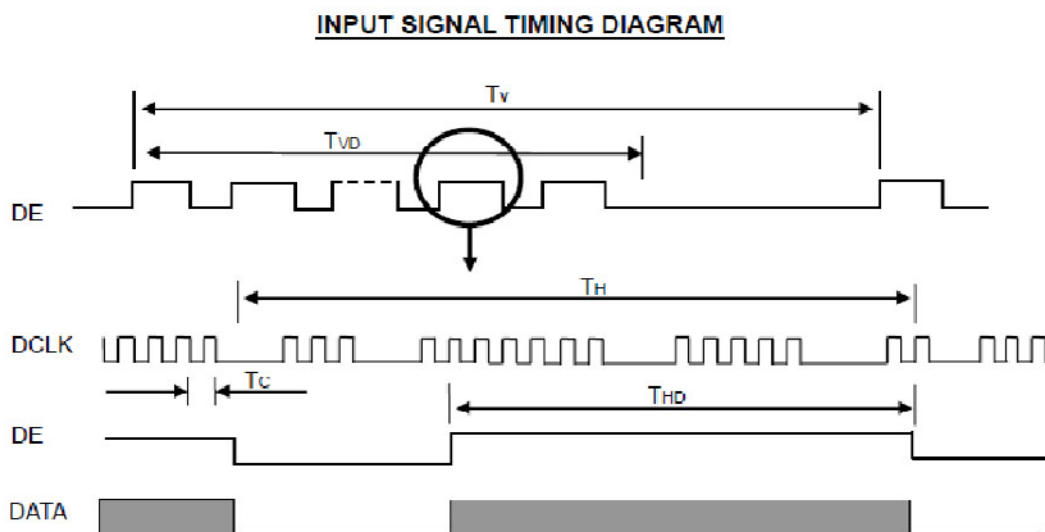 INPUT SIGNAL TIMING DIAGRAM
TV
TVD
DE
TH
DCLK
TC
THD
DE
DATA